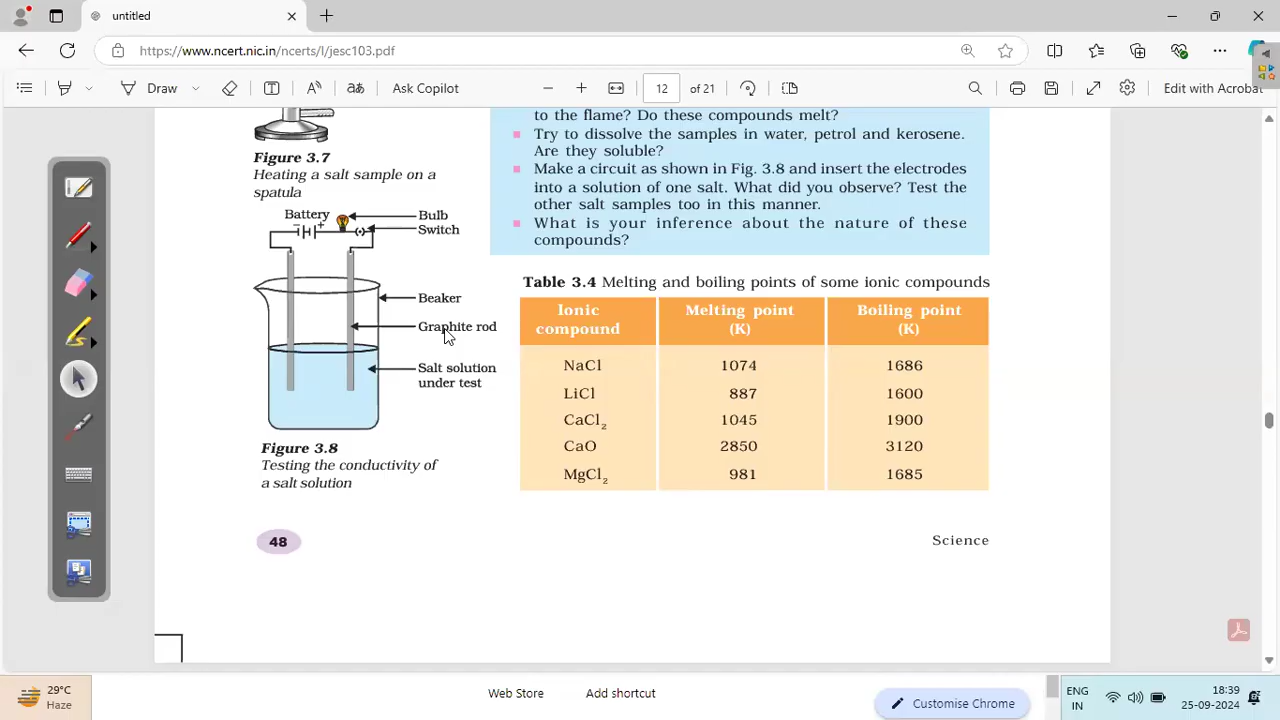 untitled
https://www.ncert.nic.in/ncerts/l/jesc103.pdf
Draw
Ask Copilot
12 of 21
Edit with Acrobat
to the flame? Do these compounds melt?
Try to dissolve the samples in water, petrol and kerosene.
Are they soluble?
Make a circuit as shown in Fig. 3.8 and insert the electrodes
into a solution of one salt. What did you observe? Test the
other salt samples too in this manner.
What is your inference about the nature of these
compounds?
Figure 3.7
Heating a salt sample on a
spatula
Battery
Bulb
Switch
− +
Beaker
Graphite rod
Salt solution
under test
Figure 3.8
Testing the conductivity of
a salt solution
Table 3.4 Melting and boiling points of some ionic compounds
Ionic compound Melting point (K) Boiling point (K)
NaCl 1074 1686
LiCl 887 1600
CaCl₂ 1045 1900
CaO 2850 3120
MgCl₂ 981 1685
48
Science
29°C
Haze
Web Store
Add shortcut
Customise Chrome
ENG
IN
18:39
25-09-2024